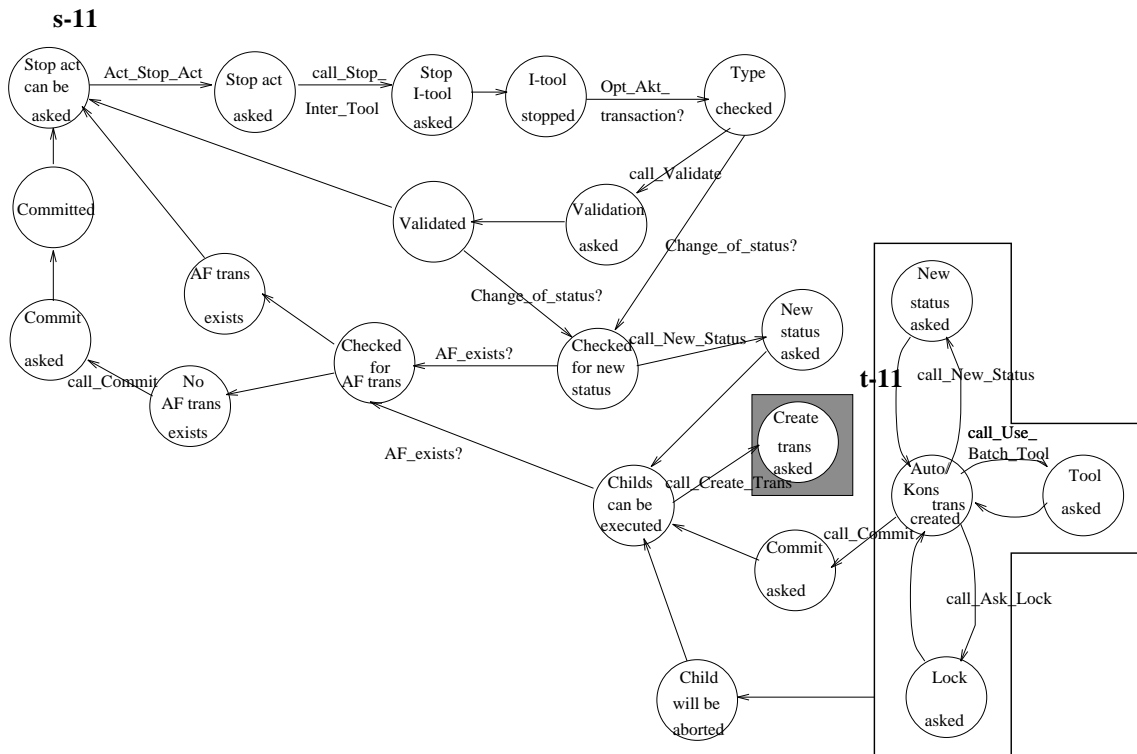 s-11
Stop act
can be
asked
Act_Stop_Act
Stop act
asked
call_Stop_
Inter_Tool
Stop
I-tool
asked
I-tool
stopped
Opt_Akt_
transaction?
Type
checked
call_Validate
Committed
Validated
Validation
asked
Change_of_status?
Change_of_status?
AF trans
exists
New
status
asked
New
status
asked
Commit
asked
Checked
for
AF trans
AF_exists?
Checked
for new
status
call_New_Status
t-11
call_New_Status
call_Commit
No
AF trans
exists
Create
trans
asked
call_Use_
Batch_Tool
AF_exists?
Childs
can be
executed
call_Create_Trans
Auto
Kons
trans
created
Tool
asked
call_Commit
Commit
asked
call_Ask_Lock
Child
will be
aborted
Lock
asked